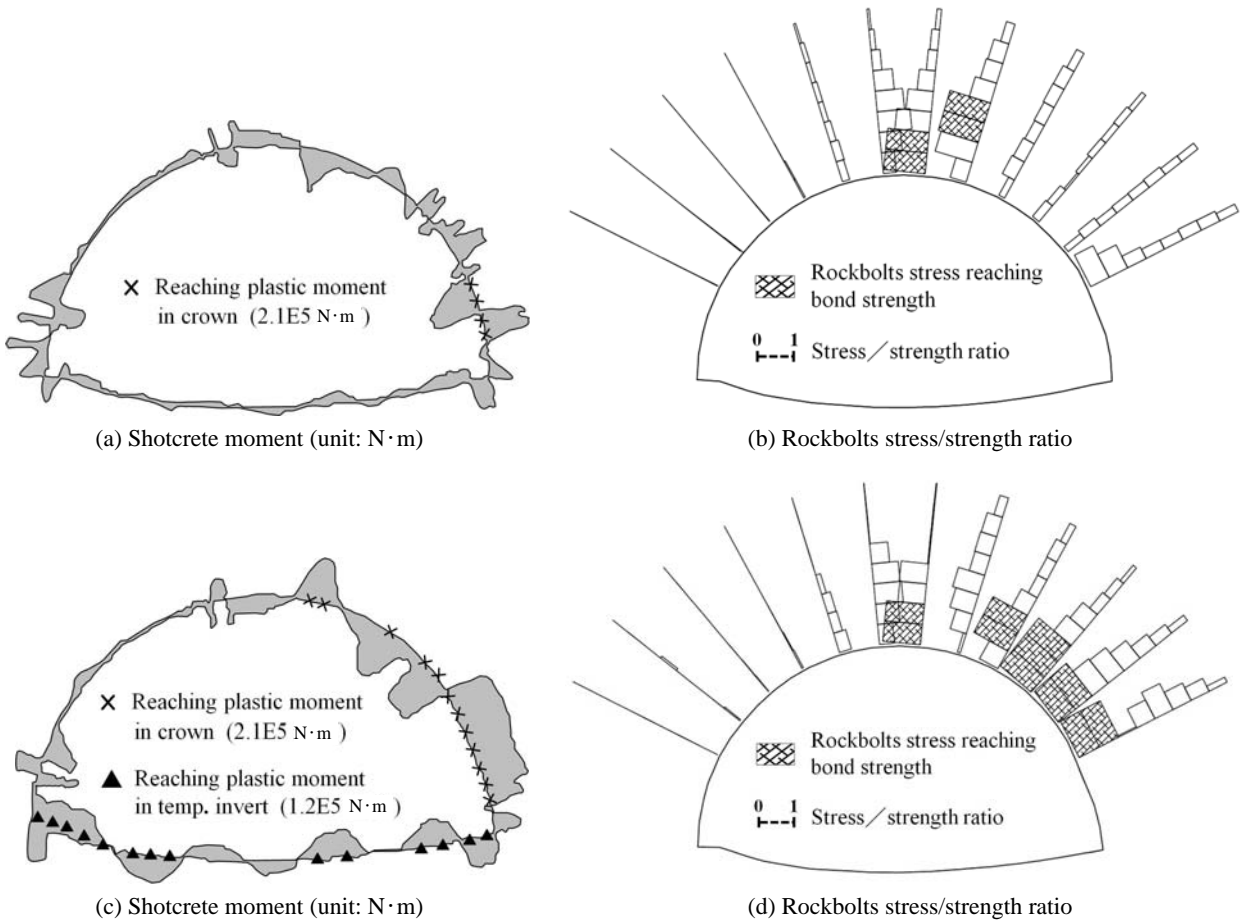 × Reaching plastic moment
in crown (2.1E5 N·m)
(a) Shotcrete moment (unit: N·m)
Rockbolts stress reaching
bond strength
0 1
Stress／strength ratio
(b) Rockbolts stress/strength ratio
× Reaching plastic moment
in crown (2.1E5 N·m)
▲ Reaching plastic moment
in temp. invert (1.2E5 N·m)
(c) Shotcrete moment (unit: N·m)
Rockbolts stress reaching
bond strength
0 1
Stress／strength ratio
(d) Rockbolts stress/strength ratio